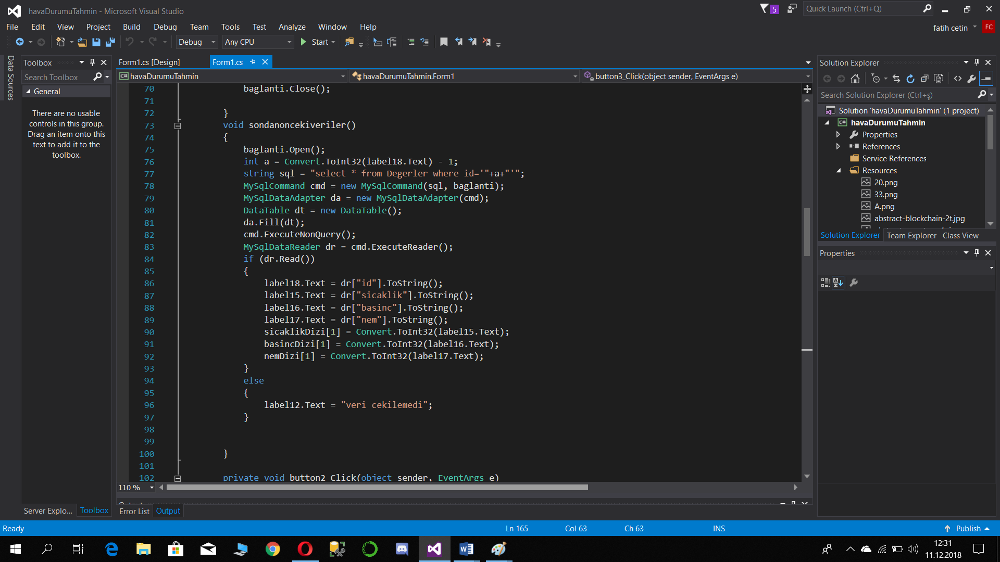 havaDurumuTahmin - Microsoft Visual Studio
5
Quick Launch (Ctrl+Q)
File Edit View Project Build Debug Team Tools Test Analyze Window Help
fatih cetin FC
Debug Any CPU Start
Data Sources
Toolbox
Search Toolbox
General
There are no usable
controls in this group.
Drag an item onto this
text to add it to the
toolbox.
Server Explo... Toolbox
Form1.cs [Design] Form1.cs
C# havaDurumuTahmin havaDurumuTahmin.Form1 button3_Click(object sender, EventArgs e)
70 baglanti.Close();
71
72 }
73 void sondanoncekiveriler()
74 {
75 baglanti.Open();
76 int a = Convert.ToInt32(label18.Text) - 1;
77 string sql = "select * from Degerler where id='"+a+"'";
78 MySqlCommand cmd = new MySqlCommand(sql, baglanti);
79 MySqlDataAdapter da = new MySqlDataAdapter(cmd);
80 DataTable dt = new DataTable();
81 da.Fill(dt);
82 cmd.ExecuteNonQuery();
83 MySqlDataReader dr = cmd.ExecuteReader();
84 if (dr.Read())
85 {
86 label18.Text = dr["id"].ToString();
87 label15.Text = dr["sicaklik"].ToString();
88 label16.Text = dr["basinc"].ToString();
89 label17.Text = dr["nem"].ToString();
90 sicaklikDizi[1] = Convert.ToInt32(label15.Text);
91 basincDizi[1] = Convert.ToInt32(label16.Text);
92 nemDizi[1] = Convert.ToInt32(label17.Text);
93 }
94 else
95 {
96 label12.Text = "veri cekilemedi";
97 }
98
99
100 }
101
102 private void button2_Click(object sender, EventArgs e)
110 %
Output
Error List Output
Solution Explorer
Search Solution Explorer (Ctrl+ş)
Solution 'havaDurumuTahmin' (1 project)
C# havaDurumuTahmin
Properties
References
Service References
Resources
20.png
33.png
A.png
abstract-blockchain-2t.jpg
Solution Explorer Team Explorer Class View
Properties
Ready Ln 165 Col 63 Ch 63 INS Publish
12:31
11.12.2018